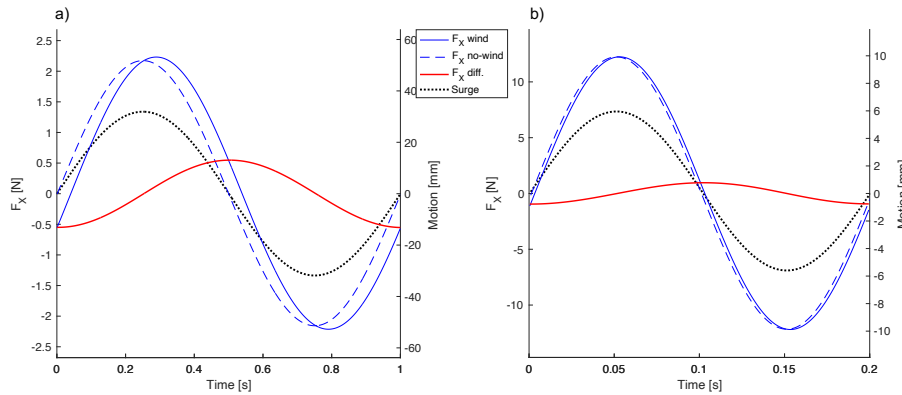 a)
F_X wind
F_X no-wind
F_X diff.
Surge
2.5
2
1.5
1
0.5
0
-0.5
-1
-1.5
-2
-2.5
F_X [N]
60
40
20
0
-20
-40
-60
Motion [mm]
0 0.2 0.4 0.6 0.8 1
Time [s]
b)
10
5
0
-5
-10
F_X [N]
10
8
6
4
2
0
-2
-4
-6
-8
-10
Motion [mm]
0 0.05 0.1 0.15 0.2
Time [s]